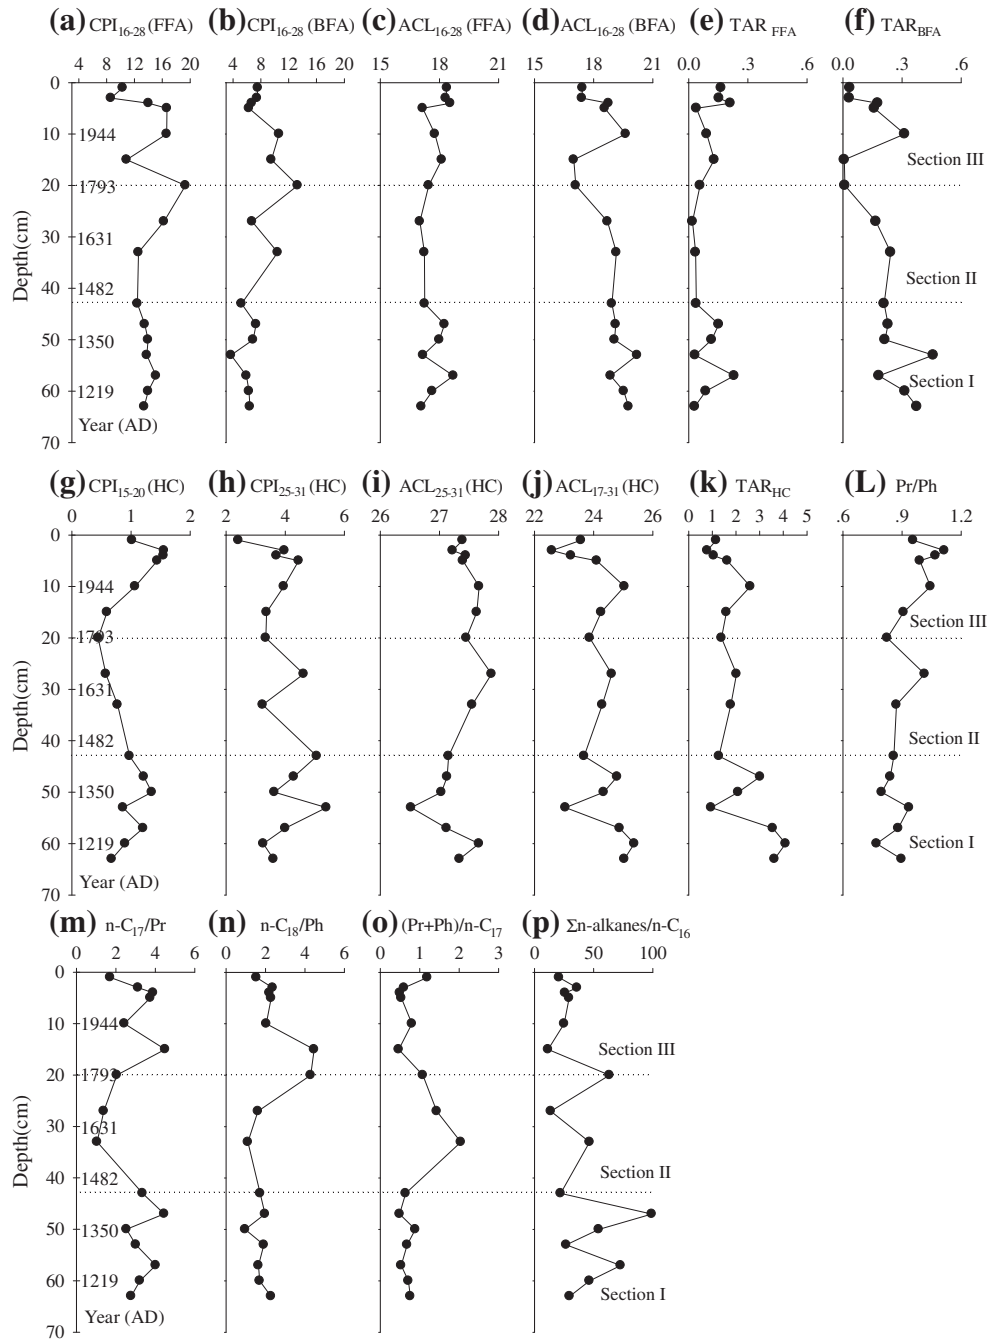 (a) CPI16-28 (FFA) (b) CPI16-28 (BFA) (c) ACL16-28 (FFA) (d) ACL16-28 (BFA) (e) TAR FFA (f) TARBFA
4 8 12 16 20 4 8 12 16 20 15 18 21 15 18 21 0.0 .3 .6 0.0 .3 .6
Depth(cm)
0
10
20
30
40
50
60
70
1944
1793
1631
1482
1350
1219
Year (AD)
Section III
Section II
Section I
(g) CPI15-20 (HC) (h) CPI25-31 (HC) (i) ACL25-31 (HC) (j) ACL17-31 (HC) (k) TARHC (L) Pr/Ph
0 1 2 2 4 6 26 27 28 22 24 26 0 1 2 3 4 5 .6 .9 1.2
Depth(cm)
0
10
20
30
40
50
60
70
1944
1793
1631
1482
1350
1219
Year (AD)
Section III
Section II
Section I
(m) n-C17/Pr (n) n-C18/Ph (o) (Pr+Ph)/n-C17 (p) Σn-alkanes/n-C16
0 2 4 6 0 2 4 6 0 1 2 3 0 50 100
Depth(cm)
0
10
20
30
40
50
60
70
1944
1793
1631
1482
1350
1219
Year (AD)
Section III
Section II
Section I